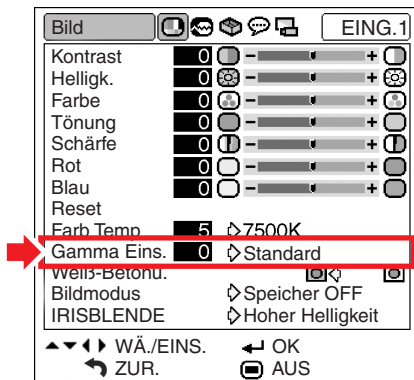 Bild EING.1
Kontrast 0 - +
Helligk. 0 - +
Farbe 0 - +
Tönung 0 - +
Schärfe 0 - +
Rot 0 - +
Blau 0 - +
Reset
Farb Temp 5 7500K
Gamma Eins. 0 Standard
Weiß-Betonu.
Bildmodus Speicher OFF
IRISBLENDE Hoher Helligkeit
WÄ./EINS. OK
ZUR. AUS